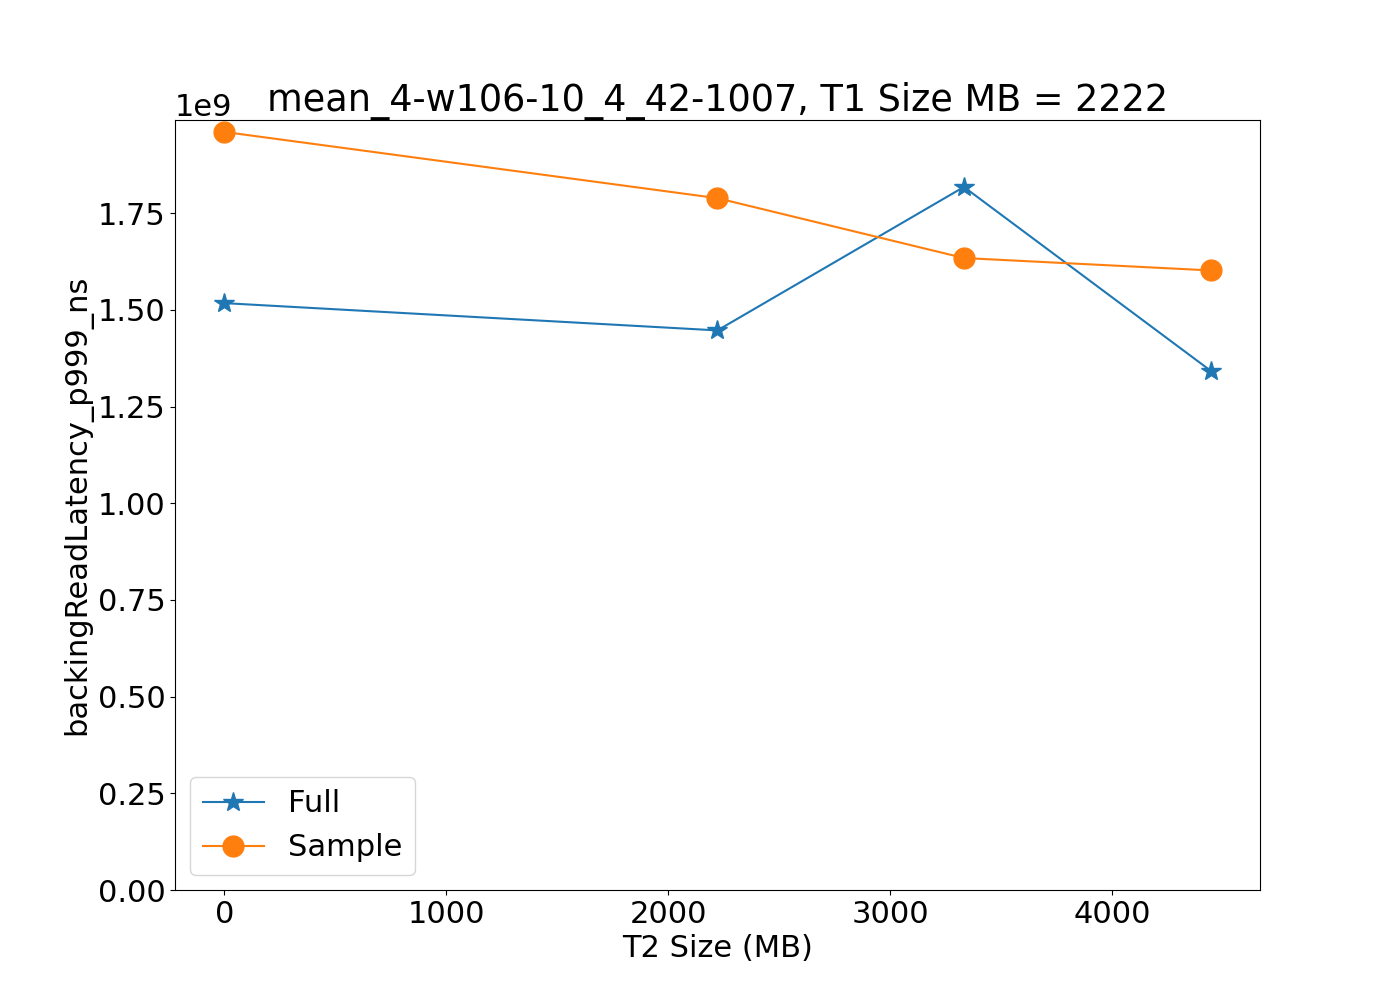 1e9
mean_4-w106-10_4_42-1007, T1 Size MB = 2222
backingReadLatency_p999_ns
1.75
1.50
1.25
1.00
0.75
0.50
0.25
0.00
Full
Sample
0 1000 2000 3000 4000
T2 Size (MB)